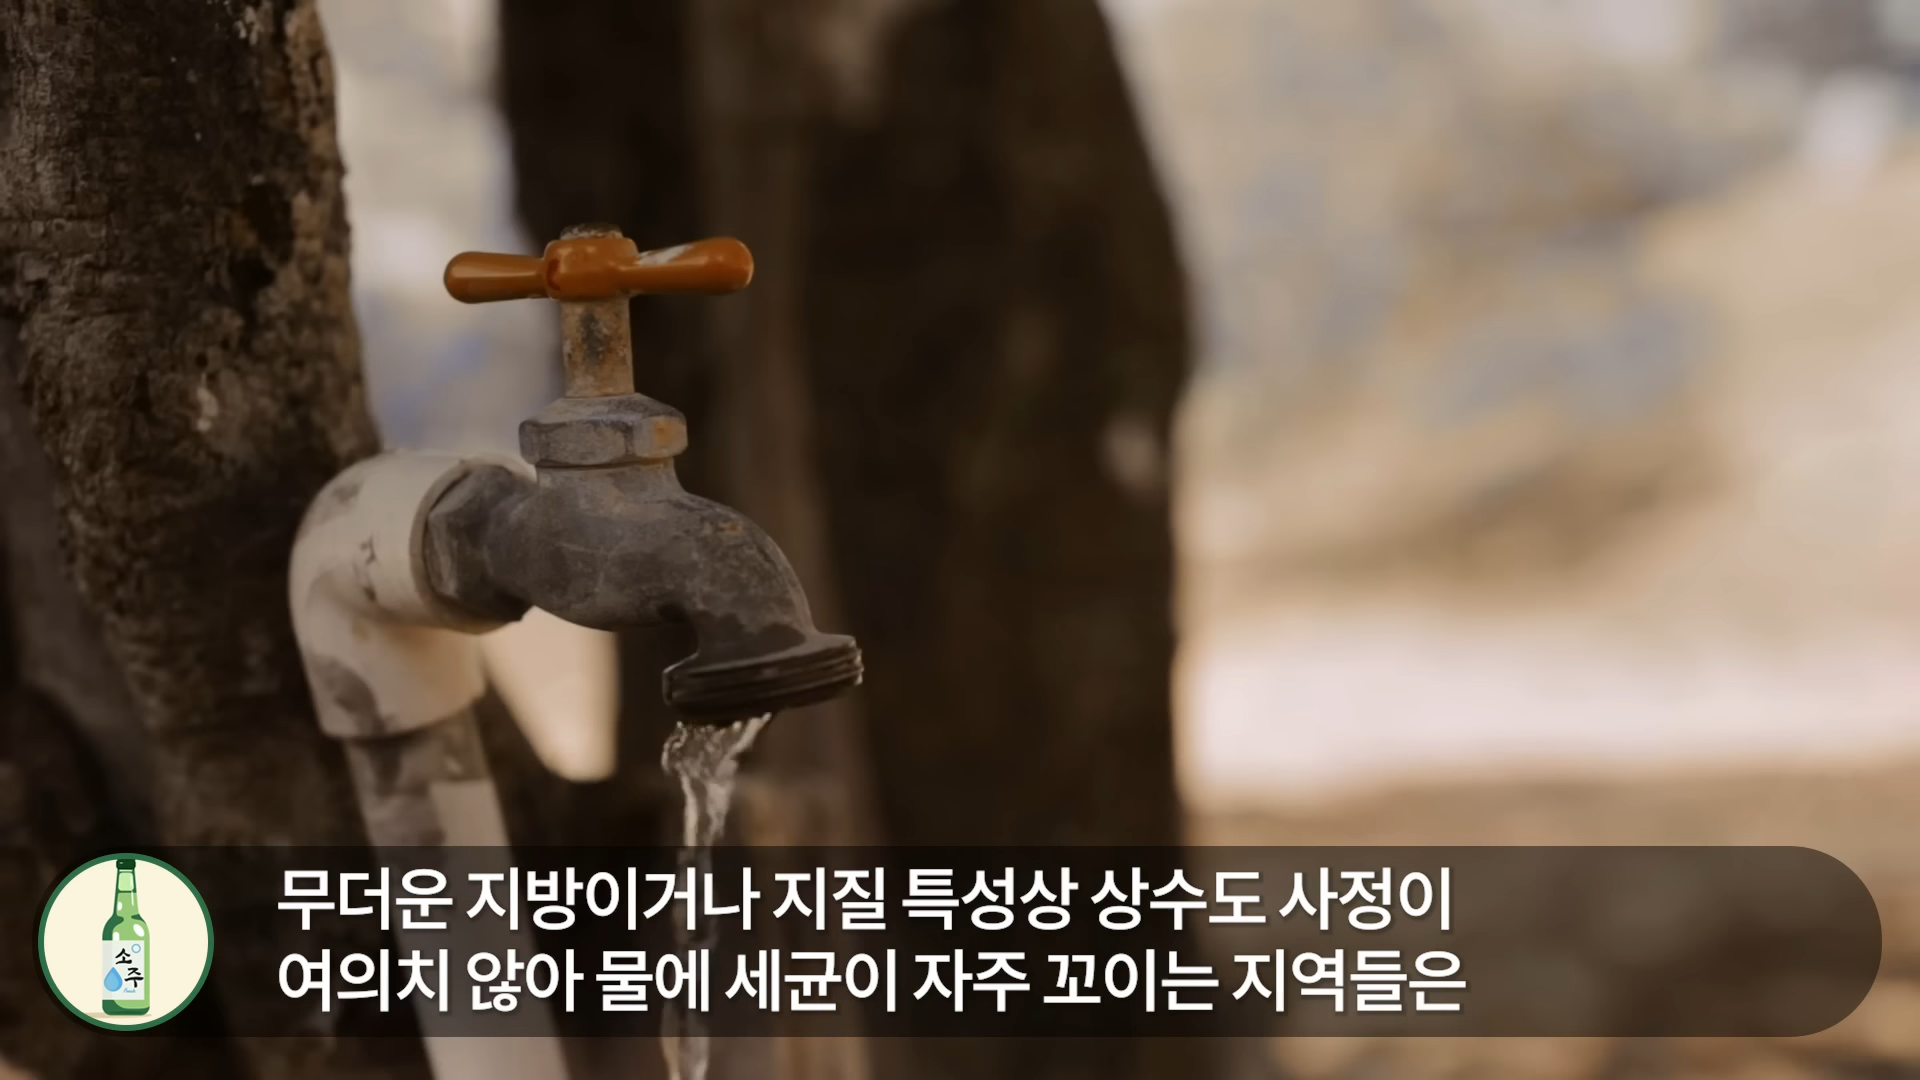 무더운 지방이거나 지질 특성상 상수도 사정이
여의치 않아 물에 세균이 자주 꼬이는 지역들은
소주